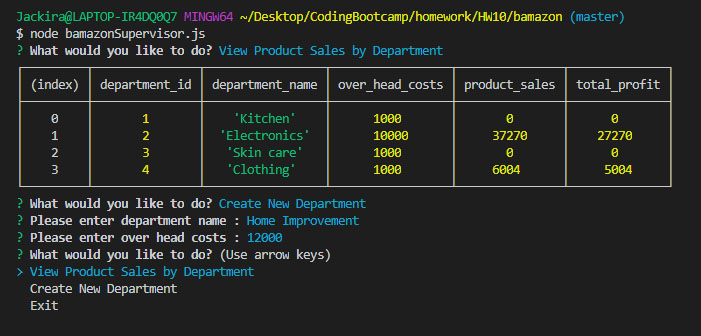 Jackira@LAPTOP-IR4DQ0Q7 MINGW64 ~/Desktop/CodingBootcamp/homework/HW10/bamazon (master)
$ node bamazonSupervisor.js
? What would you like to do? View Product Sales by Department
(index) department_id department_name over_head_costs product_sales total_profit
0 1 'Kitchen' 1000 0 0
1 2 'Electronics' 10000 37270 27270
2 3 'Skin care' 1000 0 0
3 4 'Clothing' 1000 6004 5004
? What would you like to do? Create New Department
? Please enter department name : Home Improvement
? Please enter over head costs : 12000
? What would you like to do? (Use arrow keys)
> View Product Sales by Department
Create New Department
Exit